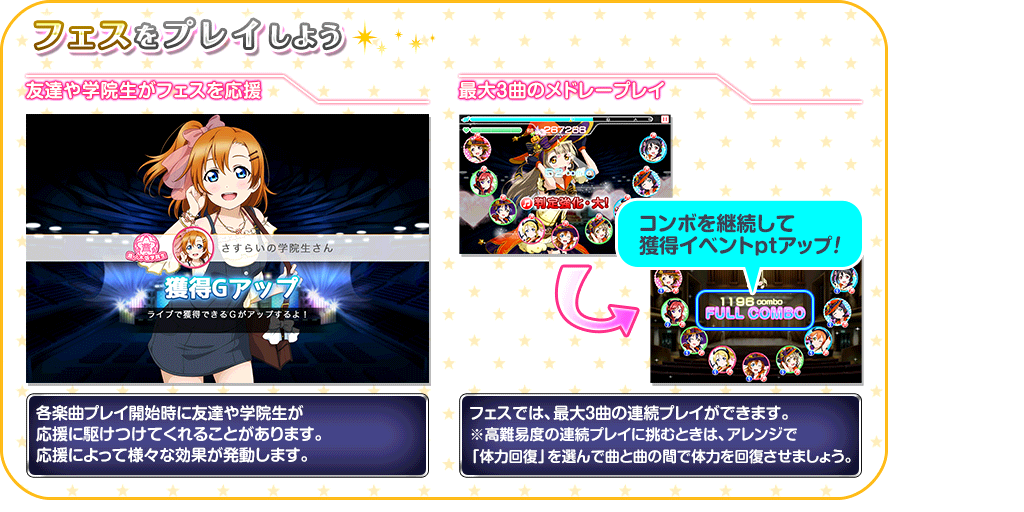 フェスをプレイしよう
友達や学院生がフェスを応援
さすらいの学院生さん
獲得Gアップ
ライブで獲得できるGがアップするよ!
各楽曲プレイ開始時に友達や学院生が
応援に駆けつけてくれることがあります。
応援によって様々な効果が発動します。
最大3曲のメドレープレイ
267268
判定強化・大!
コンボを継続して
獲得イベントptアップ!
1196 combo
FULL COMBO
フェスでは、最大3曲の連続プレイができます。
※高難易度の連続プレイに挑むときは、アレンジで
「体力回復」を選んで曲と曲の間で体力を回復させましょう。